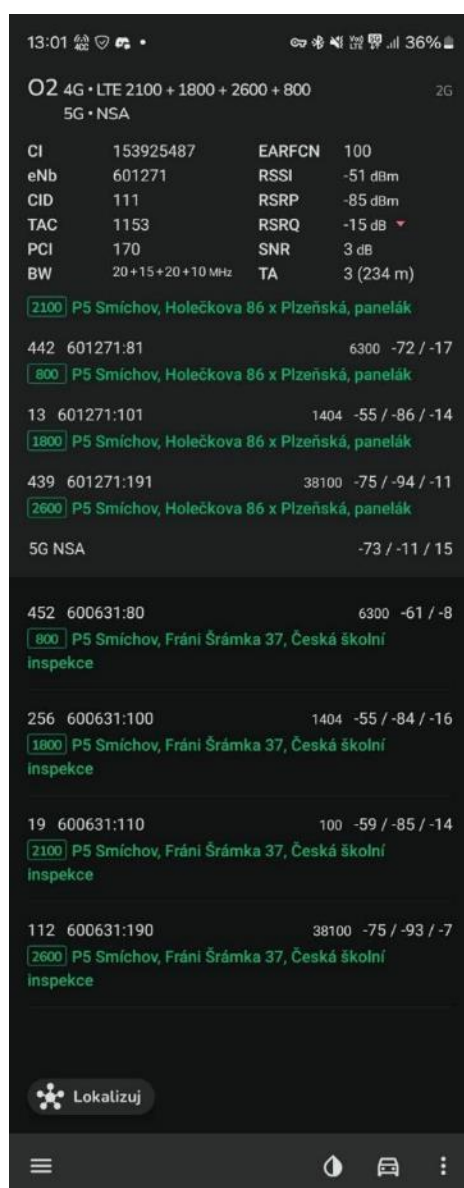 13:01 4CC • Vo) LTE 5G 36%
O2 4G • LTE 2100 + 1800 + 2600 + 800 2G
5G • NSA
CI 153925487 EARFCN 100
eNb 601271 RSSI -51 dBm
CID 111 RSRP -85 dBm
TAC 1153 RSRQ -15 dB
PCI 170 SNR 3 dB
BW 20+15+20+10 MHz TA 3 (234 m)
2100 P5 Smíchov, Holečkova 86 x Plzeňská, panelák
442 601271:81 6300 -72 / -17
800 P5 Smíchov, Holečkova 86 x Plzeňská, panelák
13 601271:101 1404 -55 / -86 / -14
1800 P5 Smíchov, Holečkova 86 x Plzeňská, panelák
439 601271:191 38100 -75 / -94 / -11
2600 P5 Smíchov, Holečkova 86 x Plzeňská, panelák
5G NSA -73 / -11 / 15
452 600631:80 6300 -61 / -8
800 P5 Smíchov, Fráni Šrámka 37, Česká školní
inspekce
256 600631:100 1404 -55 / -84 / -16
1800 P5 Smíchov, Fráni Šrámka 37, Česká školní
inspekce
19 600631:110 100 -59 / -85 / -14
2100 P5 Smíchov, Fráni Šrámka 37, Česká školní
inspekce
112 600631:190 38100 -75 / -93 / -7
2600 P5 Smíchov, Fráni Šrámka 37, Česká školní
inspekce
Lokalizuj